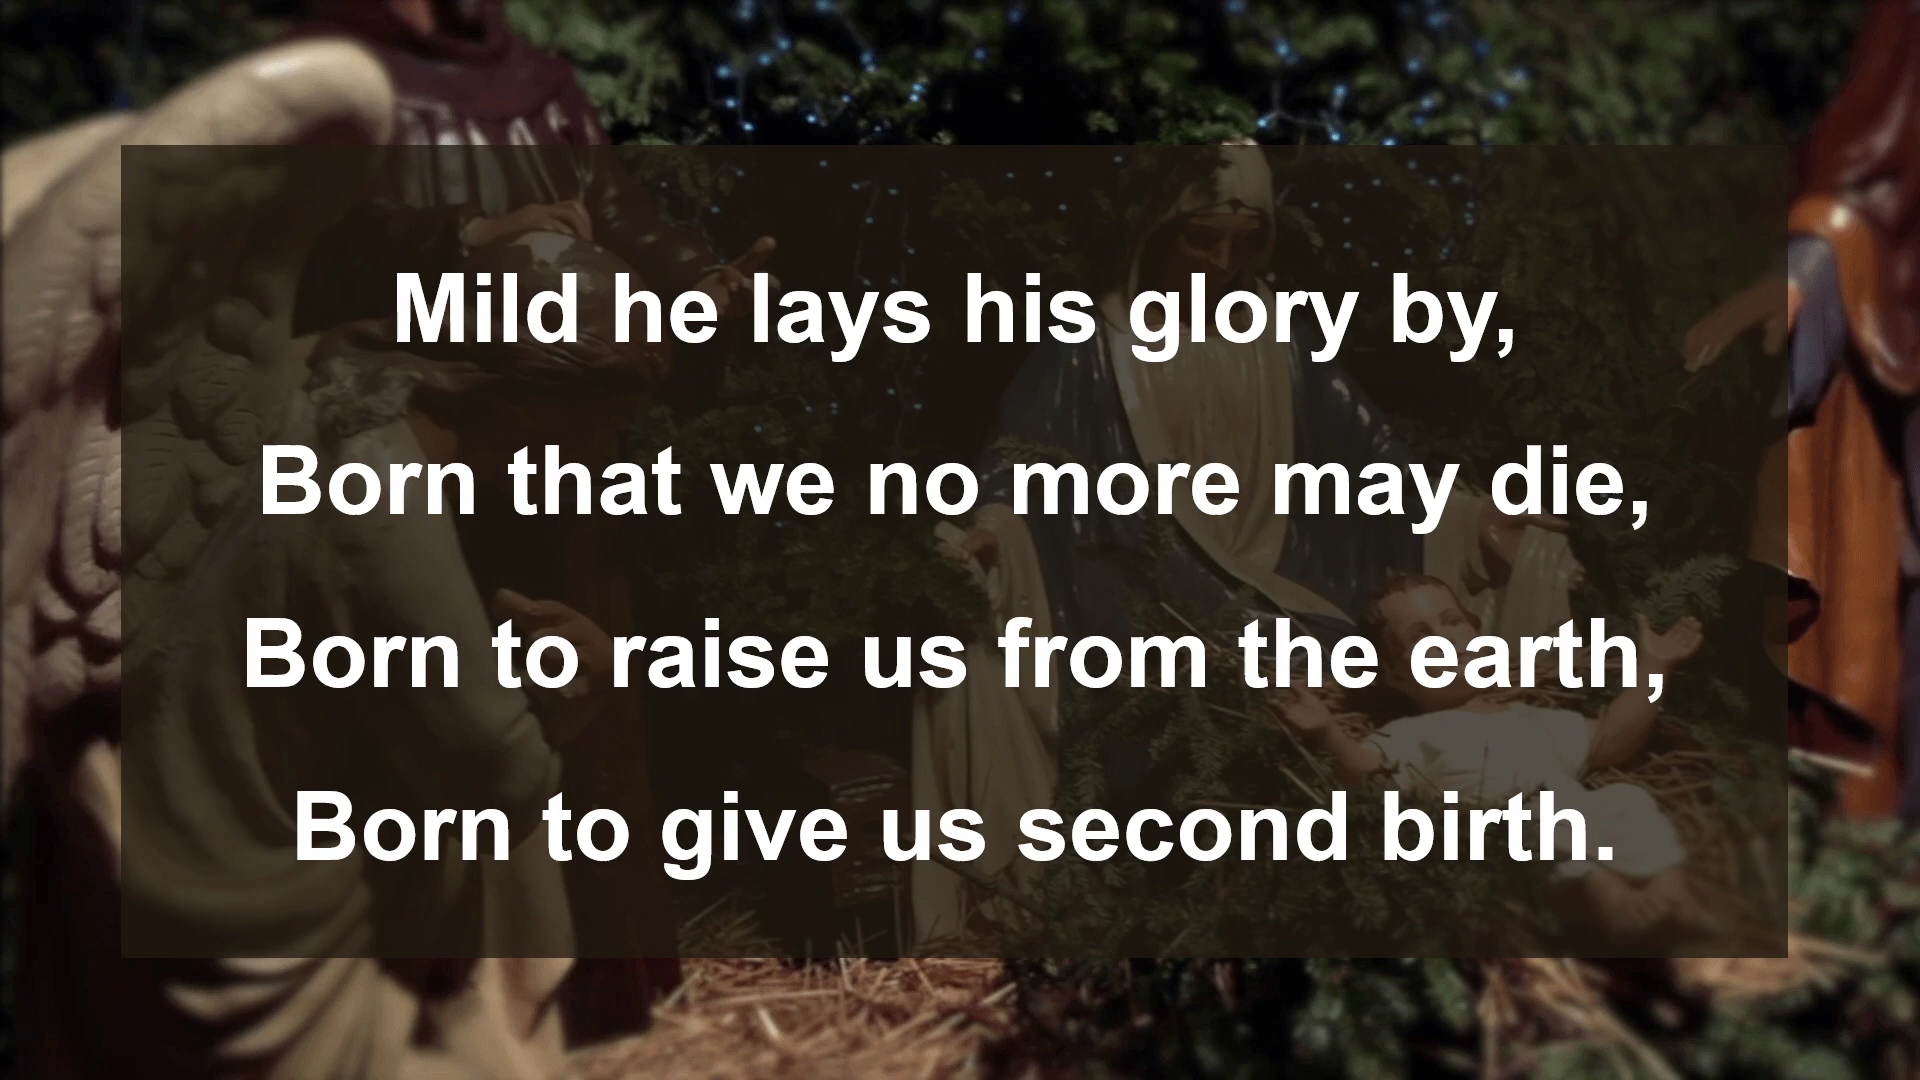 Mild he lays his glory by,
Born that we no more may die,
Born to raise us from the earth,
Born to give us second birth.